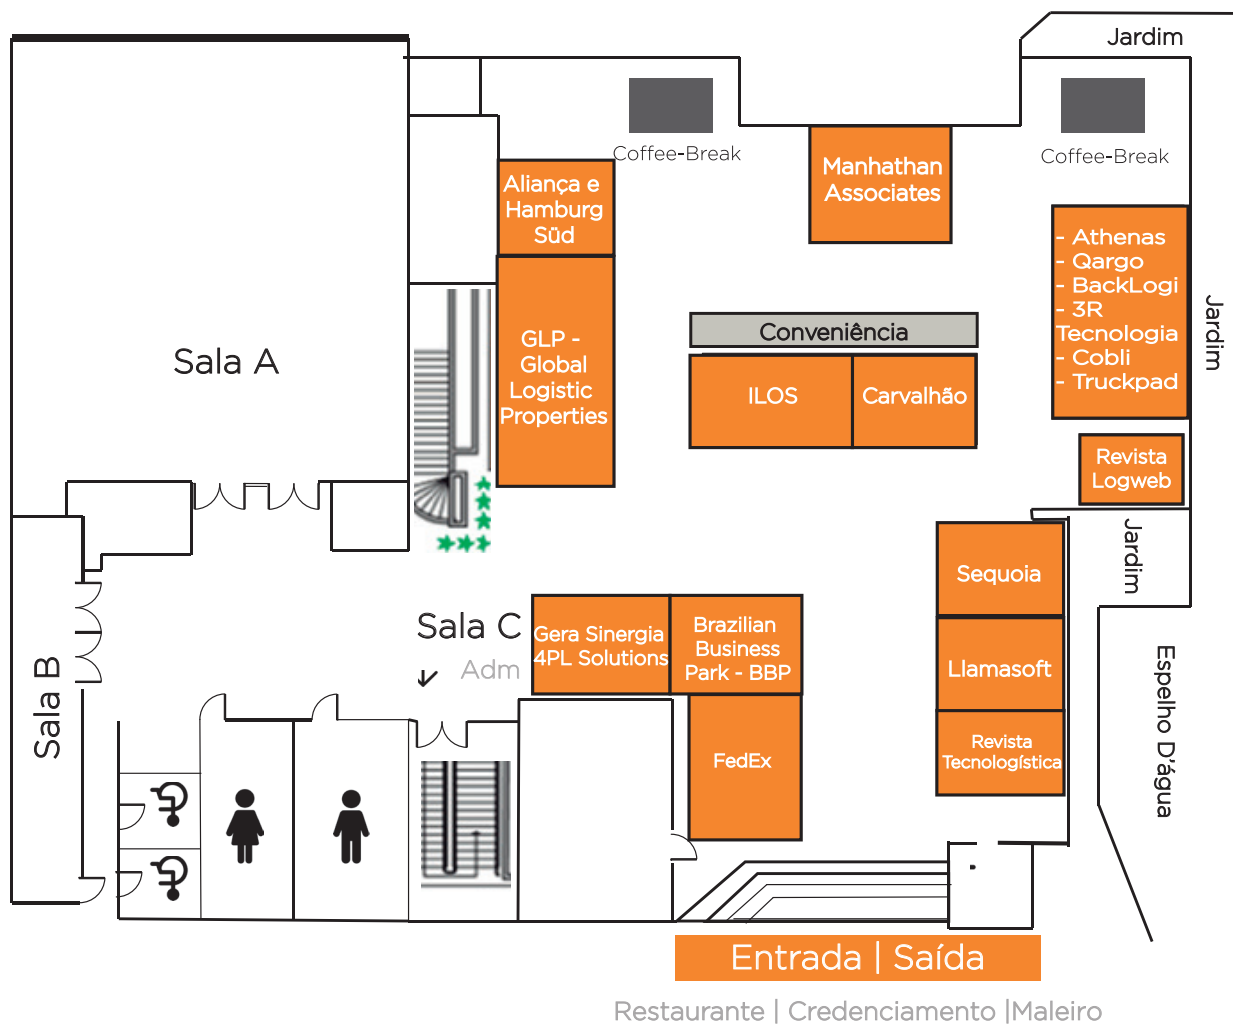 Jardim
Coffee-Break
Coffee-Break
Manhathan
Associates
Aliança e
Hamburg
Süd
- Athenas
- Qargo
- BackLogi
- 3R
Tecnologia
- Cobli
- Truckpad
Jardim
Conveniência
GLP -
Global
Logistic
Properties
Sala A
ILOS
Carvalhão
Revista
Logweb
Jardim
Sequoia
Sala C
Adm
Gera Sinergia
4PL Solutions
Brazilian
Business
Park - BBP
Llamasoft
Sala B
Espelho D'água
FedEx
Revista
Tecnologística
Entrada | Saída
Restaurante | Credenciamento |Maleiro